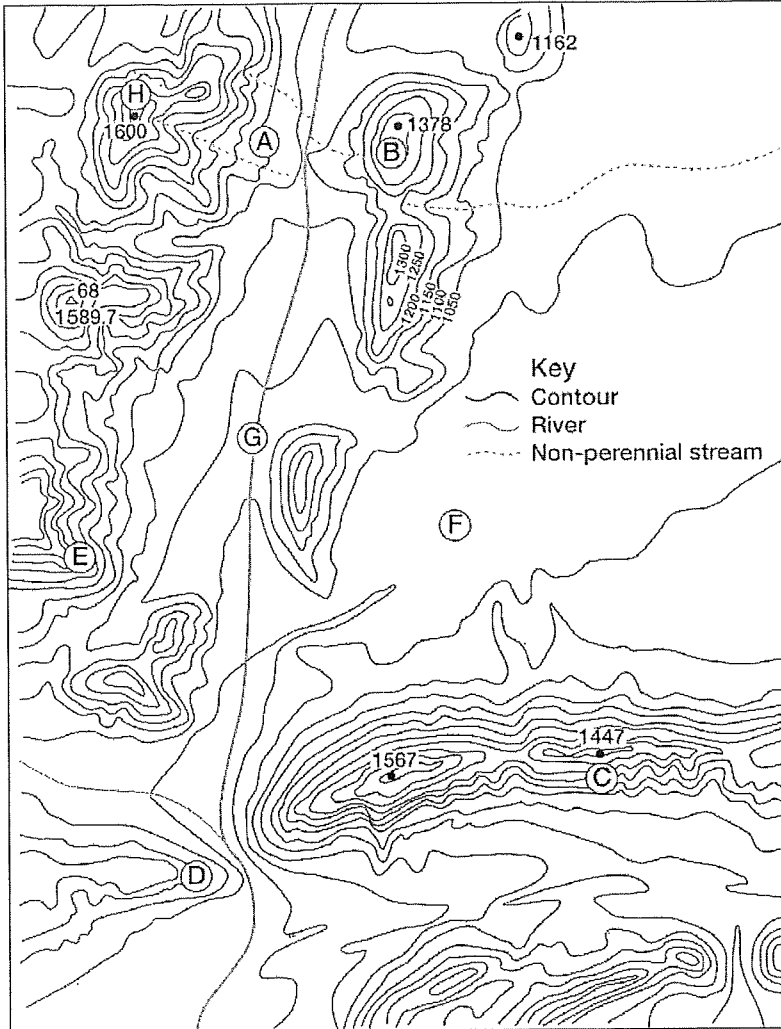 1162
H
1600
A
1378
B
1300
1250
1200
1150
1100
1050
68
1589.7
Key
Contour
River
Non-perennial stream
G
F
E
1447
1567
C
D